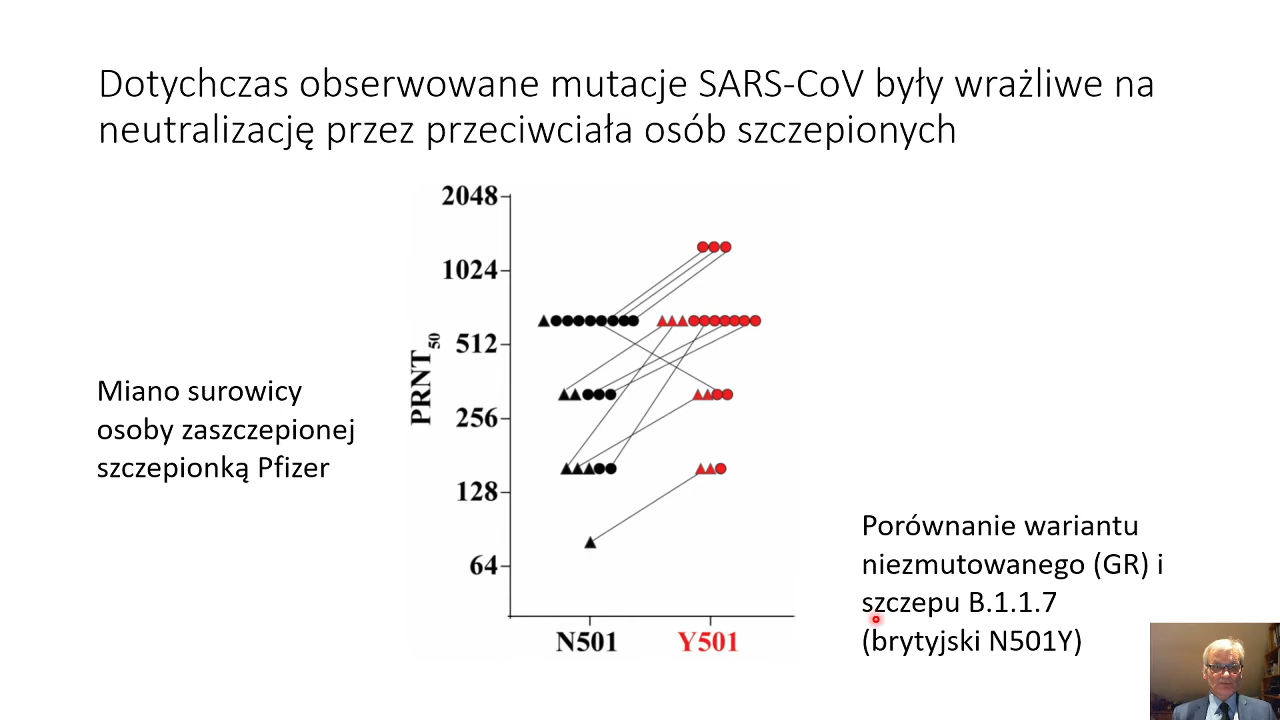 Dotychczas obserwowane mutacje SARS-CoV były wrażliwe na
neutralizację przez przeciwciała osób szczepionych
Miano surowicy
osoby zaszczepionej
szczepionką Pfizer
PRNT50
2048
1024
512
256
128
64
N501
Y501
Porównanie wariantu
niezmutowanego (GR) i
szczepu B.1.1.7
(brytyjski N501Y)